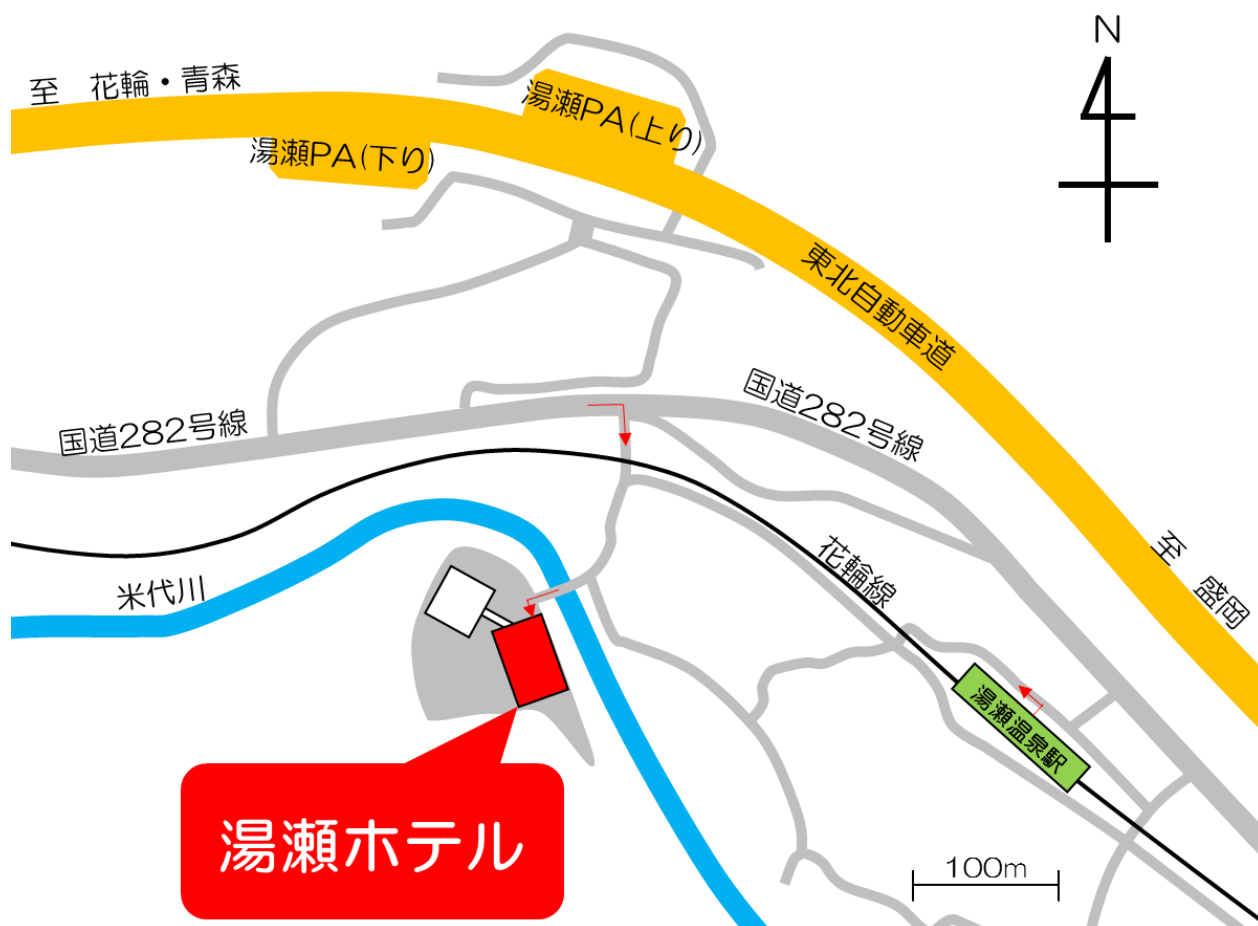 N
至 花輪・青森
湯瀬PA(上り)
湯瀬PA(下り)
東北自動車道
国道282号線
国道282号線
至 盛岡
花輪線
米代川
湯瀬温泉駅
湯瀬ホテル
100m